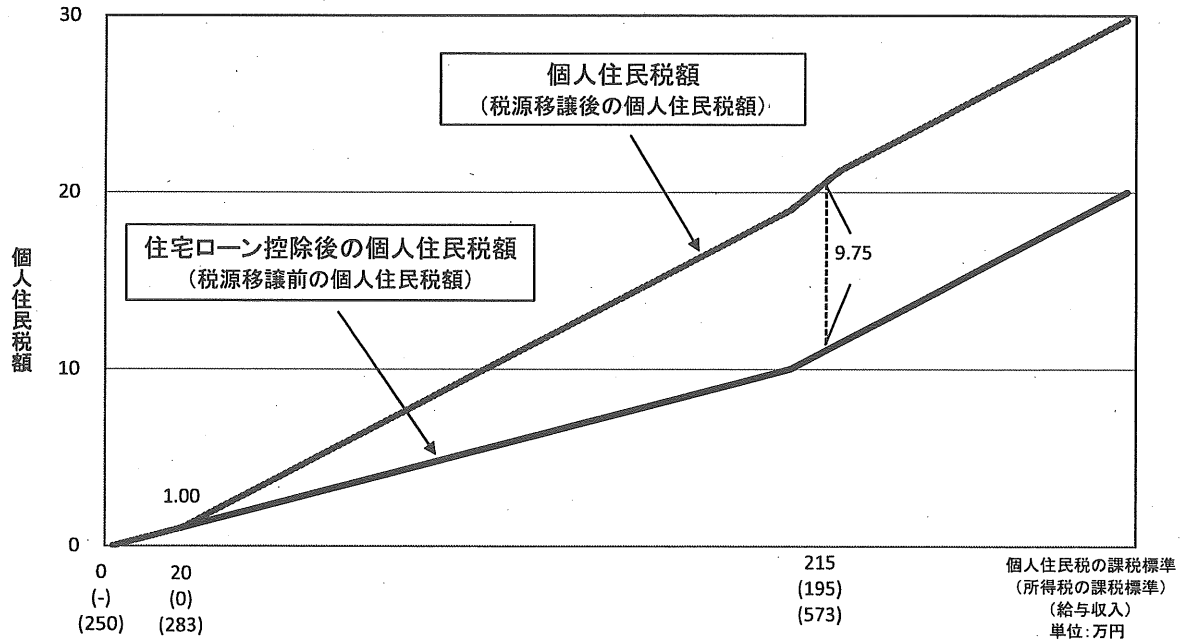 30
個人住民税額
(税源移譲後の個人住民税額)
20
住宅ローン控除後の個人住民税額
(税源移譲前の個人住民税額)
9.75
個人住民税額
10
1.00
0
0
(-)
(250)
20
(0)
(283)
215
(195)
(573)
個人住民税の課税標準
(所得税の課税標準)
(給与収入)
単位:万円